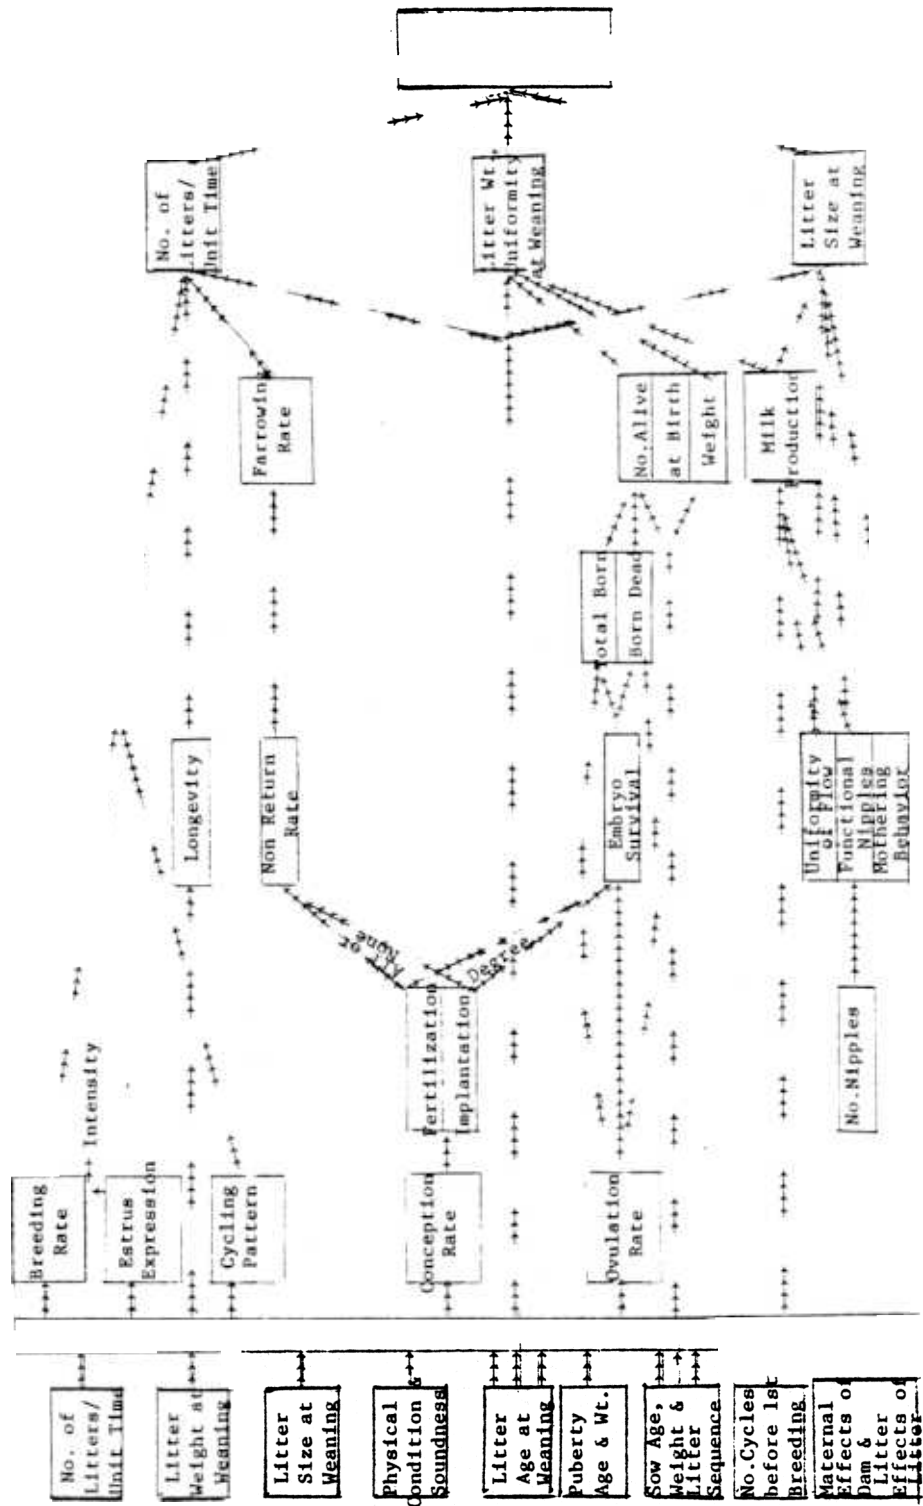 No. of
Litters/
Unit Time
Litter Wt.
Uniformity
at Weaning
Litter
Size at
Weaning
Farrowing
Rate
No.Alive
at Birth
Weight
Milk
Production
Total Born
Born Dead
Longevity
Non Return
Rate
Embryo
Survival
Uniformity
of Flow
Functional
Nipples
Mothering
Behavior
All or
None
Degree
Fertilization
Implantation
No.Nipples
Intensity
Breeding
Rate
Estrus
Expression
Cycling
Pattern
Conception
Rate
Ovulation
Rate
No. of
Litters/
Unit Time
Litter
Weight at
Weaning
Litter
Size at
Weaning
Physical
Condition &
Soundness
Litter
Age at
Weaning
Puberty
Age & Wt.
Sow Age,
Weight &
Litter
Sequence
No.Cycles
before 1st
Breeding
Maternal
Effects of
Dam &
Litter
Effects of
Litter